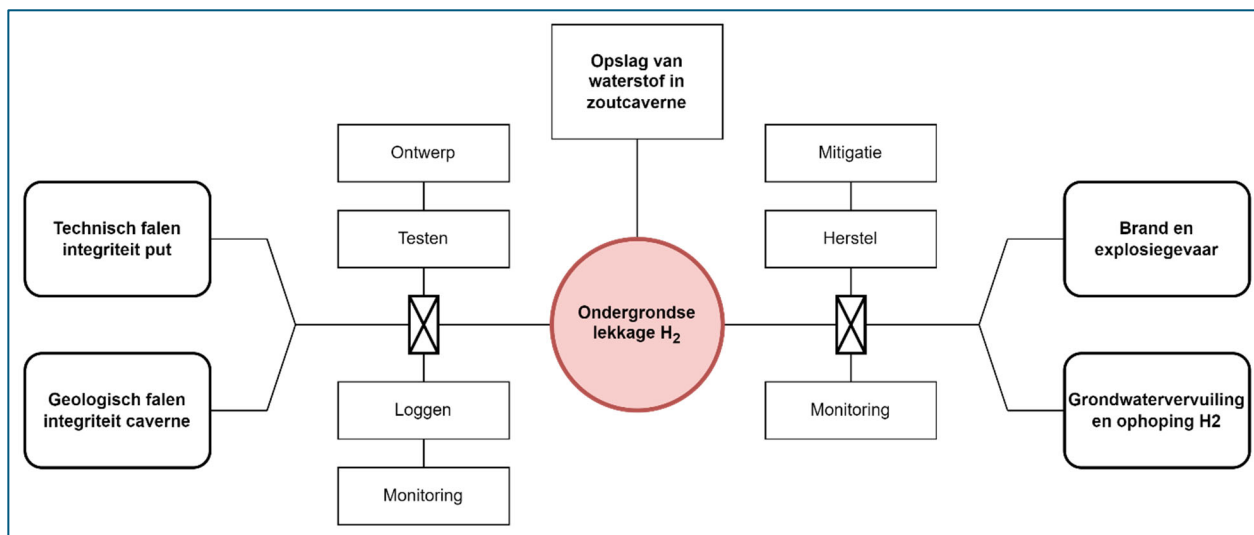 Opslag van
waterstof in
zoutcaverne
Technisch falen
integriteit put
Geologisch falen
integriteit caverne
Ontwerp
Testen
Loggen
Monitoring
Ondergrondse
lekkage H₂
Mitigatie
Herstel
Monitoring
Brand en
explosiegevaar
Grondwatervervuiling
en ophoping H2